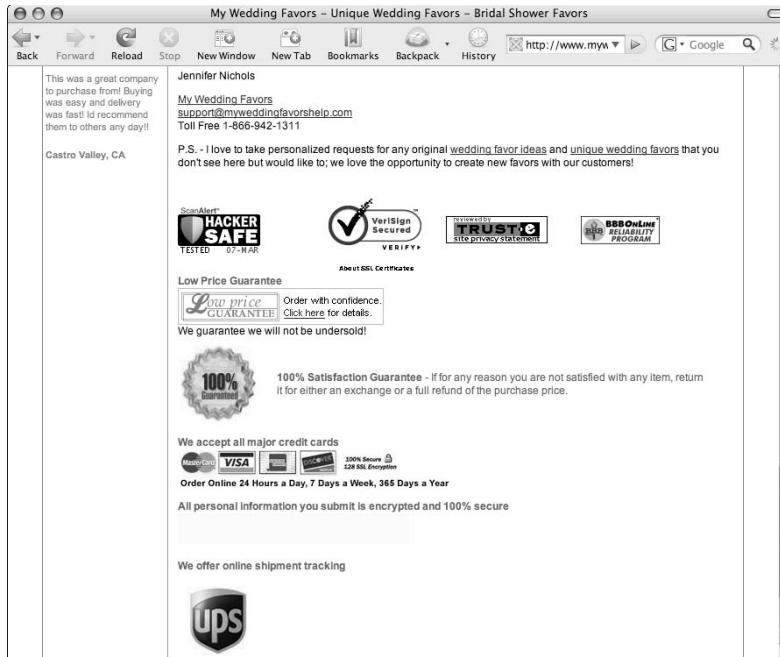 My Wedding Favors – Unique Wedding Favors – Bridal Shower Favors
Back Forward Reload Stop New Window New Tab Bookmarks Backpack History http://www.myw G Google
This was a great company
to purchase from! Buying
was easy and delivery
was fast! Id recommend
them to others any day!!
Castro Valley, CA
Jennifer Nichols
My Wedding Favors
support@myweddingfavorshelp.com
Toll Free 1-866-942-1311
P.S. - I love to take personalized requests for any original wedding favor ideas and unique wedding favors that you
don't see here but would like to; we love the opportunity to create new favors with our customers!
ScanAlert
HACKER
SAFE
TESTED 07-MAR
VeriSign
Secured
VERIFY
About SSL Certificates
reviewed by
TRUSTe
site privacy statement
BBB
BBBONLINE
RELIABILITY
PROGRAM
Low Price Guarantee
Low price
GUARANTEE
Order with confidence.
Click here for details.
We guarantee we will not be undersold!
100%
Guaranteed
100% Satisfaction Guarantee - If for any reason you are not satisfied with any item, return
it for either an exchange or a full refund of the purchase price.
We accept all major credit cards
MasterCard VISA DISCOVER
100% Secure
128 SSL Encryption
Order Online 24 Hours a Day, 7 Days a Week, 365 Days a Year
All personal information you submit is encrypted and 100% secure
We offer online shipment tracking
ups